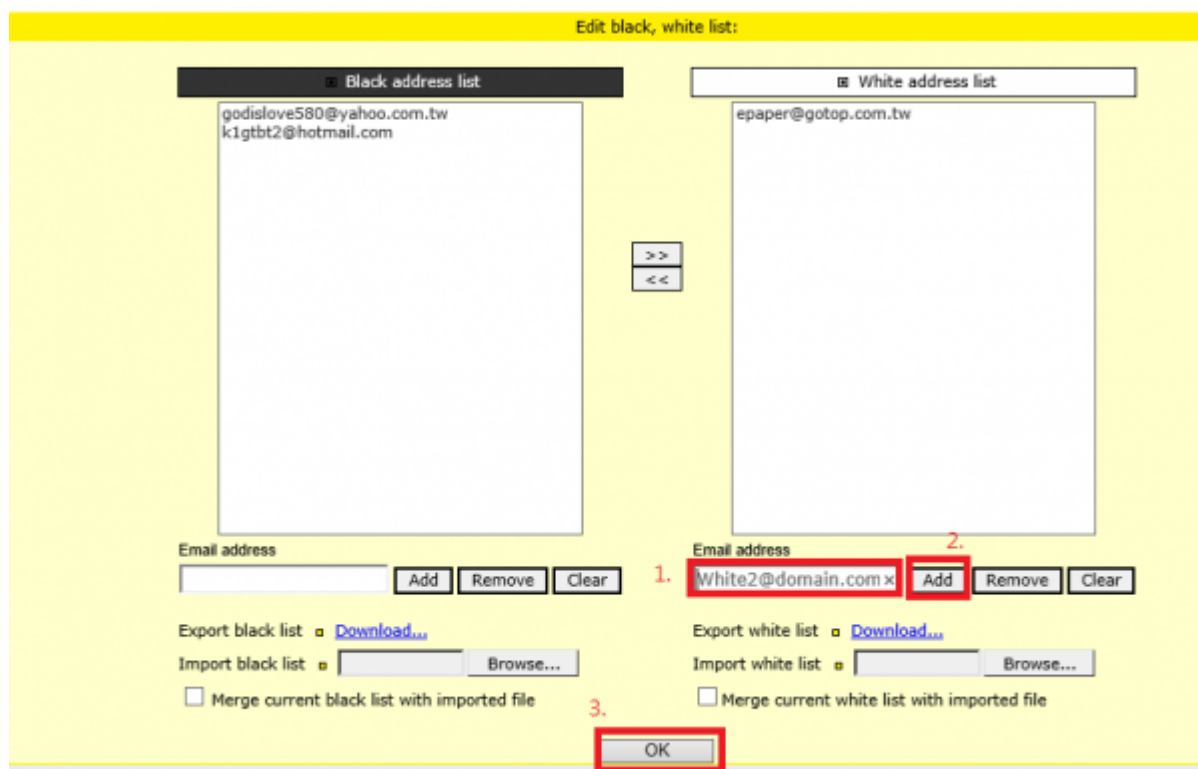 Edit black, white list:
Black address list
White address list
godislove580@yahoo.com.tw
k1gtbt2@hotmail.com
epaper@gotop.com.tw
>>
<<
Email address
Add Remove Clear
Email address
2.
1. White2@domain.com × Add Remove Clear
Export black list Download...
Import black list Browse...
Merge current black list with imported file
Export white list Download...
Import white list Browse...
Merge current white list with imported file
3.
OK